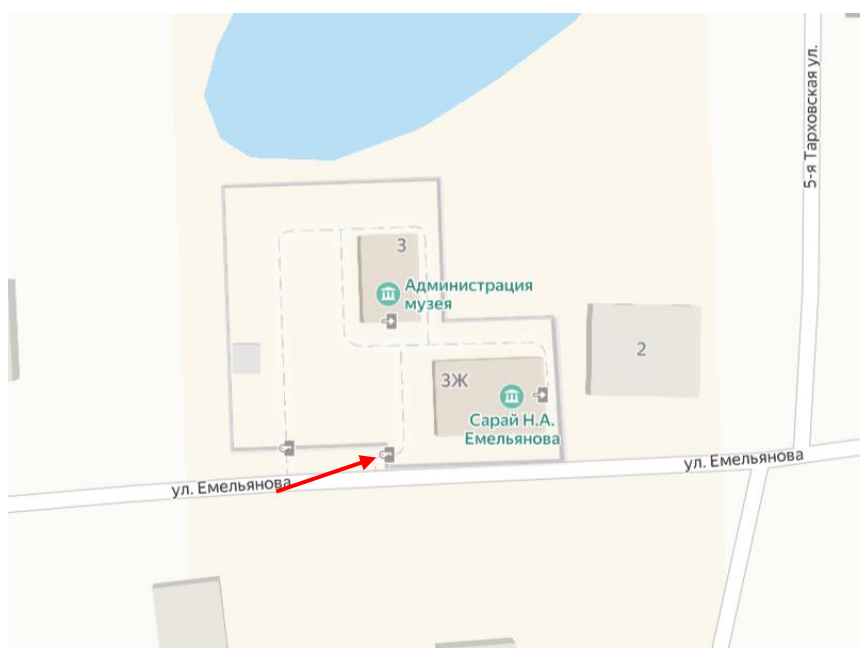 5-я Тарховская ул.
3
Администрация
музея
2
3Ж
Сарай Н.А.
Емельянова
ул. Емельянова
ул. Емельянова